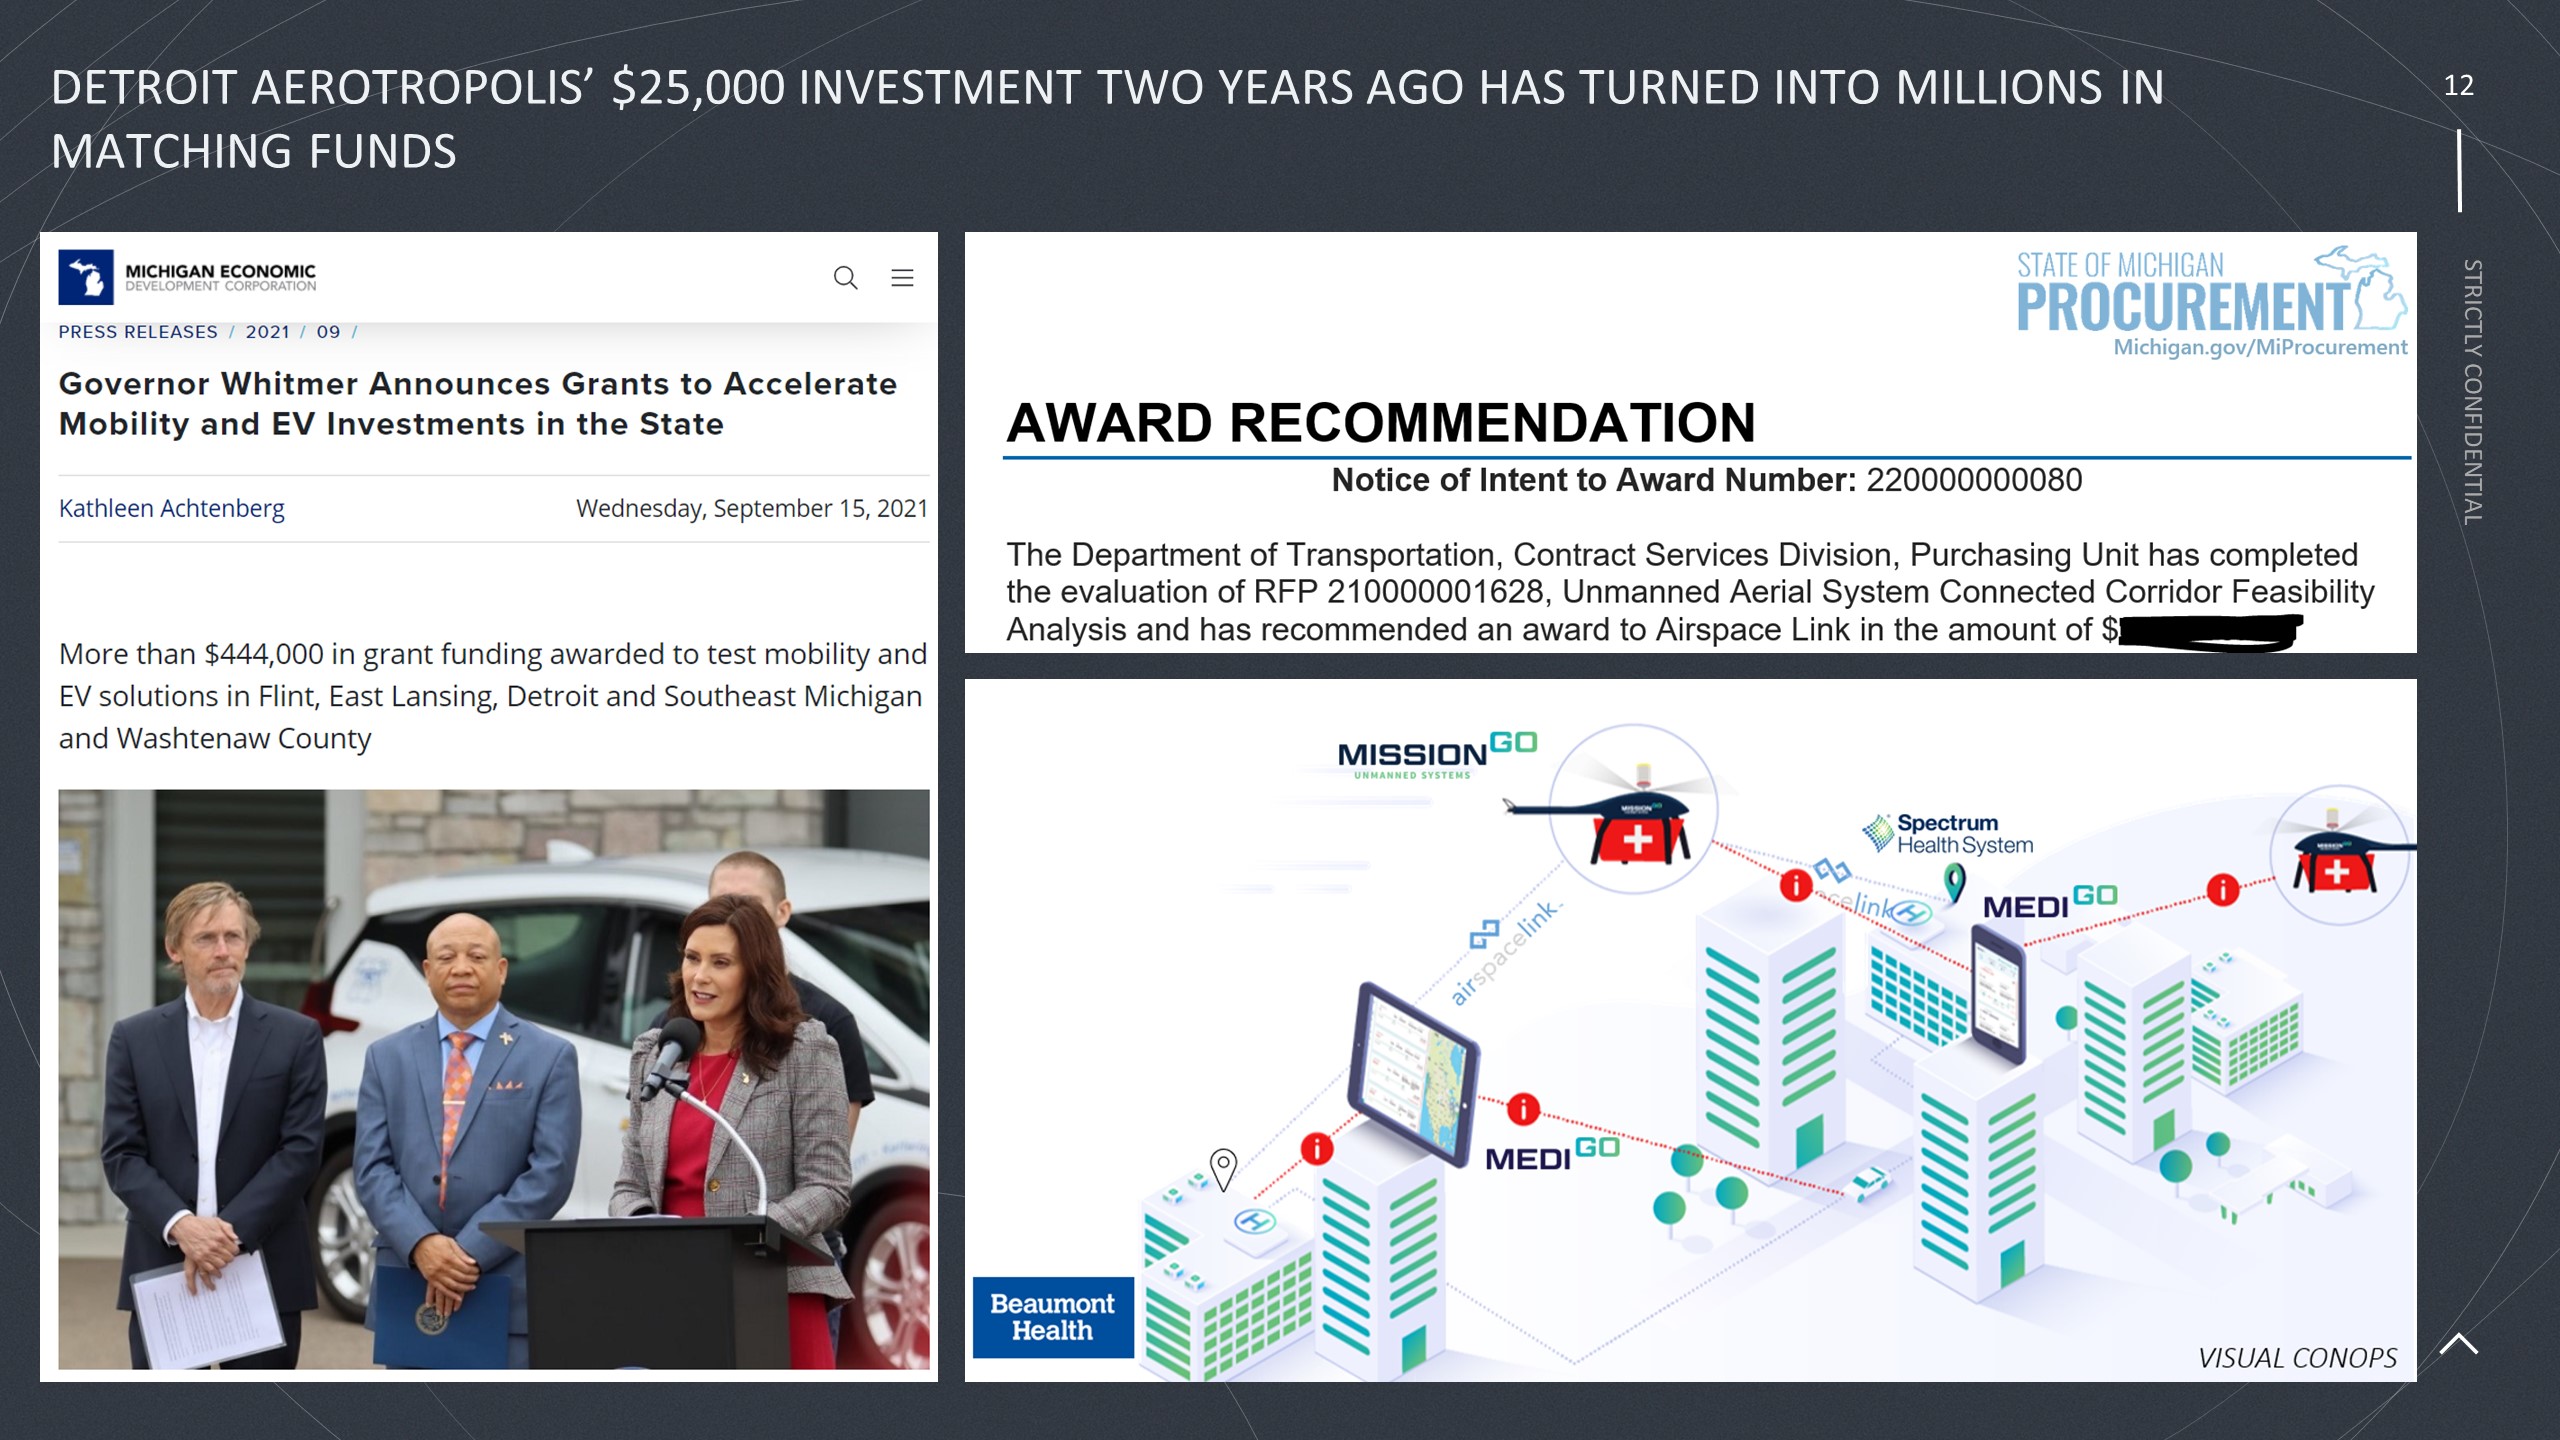 DETROIT AEROTROPOLIS’ $25,000 INVESTMENT TWO YEARS AGO HAS TURNED INTO MILLIONS IN
MATCHING FUNDS
12
STRICTLY CONFIDENTIAL
MICHIGAN ECONOMIC
DEVELOPMENT CORPORATION
PRESS RELEASES / 2021 / 09 /
Governor Whitmer Announces Grants to Accelerate
Mobility and EV Investments in the State
Kathleen Achtenberg
Wednesday, September 15, 2021
More than $444,000 in grant funding awarded to test mobility and
EV solutions in Flint, East Lansing, Detroit and Southeast Michigan
and Washtenaw County
STATE OF MICHIGAN
PROCUREMENT
Michigan.gov/MiProcurement
AWARD RECOMMENDATION
Notice of Intent to Award Number: 220000000080
The Department of Transportation, Contract Services Division, Purchasing Unit has completed
the evaluation of RFP 210000001628, Unmanned Aerial System Connected Corridor Feasibility
Analysis and has recommended an award to Airspace Link in the amount of $
MISSION GO
UNMANNED SYSTEMS
MISSION GO
Spectrum
Health System
MISSION GO
acelink
H
MEDI GO
airspacelink
MEDI GO
H
Beaumont
Health
VISUAL CONOPS